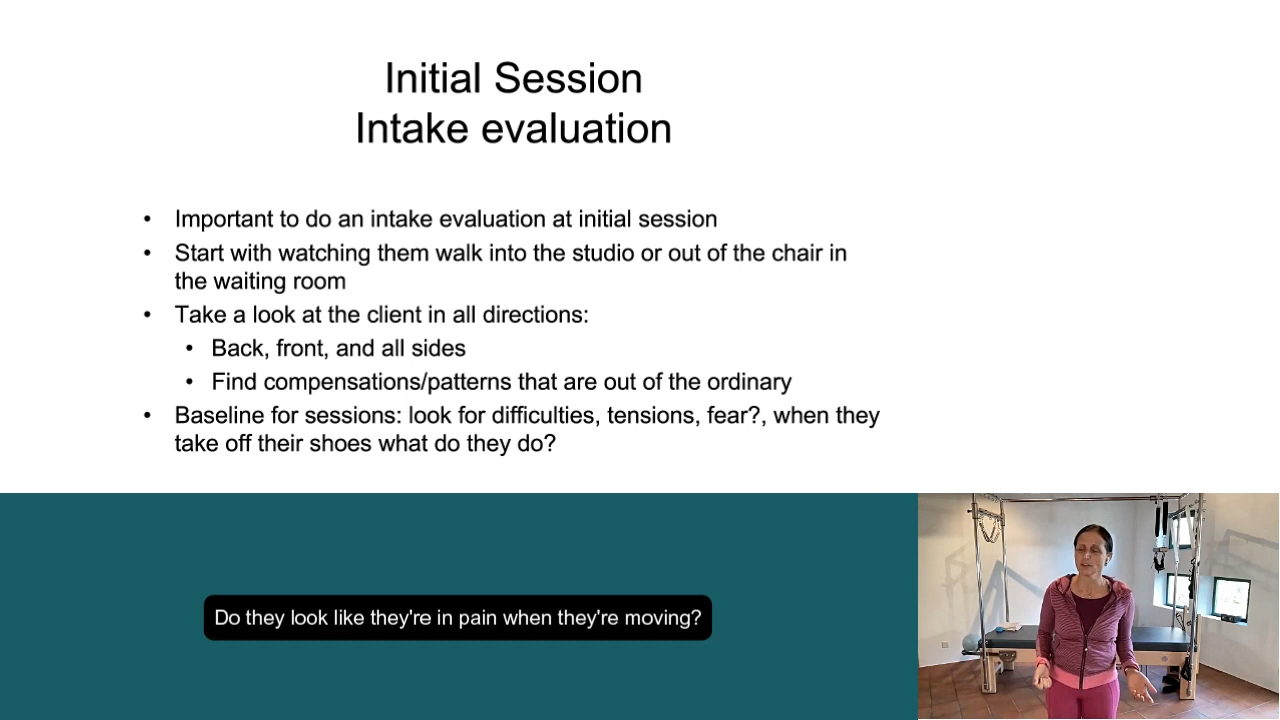 Initial Session
Intake evaluation
• Important to do an intake evaluation at initial session
• Start with watching them walk into the studio or out of the chair in
the waiting room
• Take a look at the client in all directions:
• Back, front, and all sides
• Find compensations/patterns that are out of the ordinary
• Baseline for sessions: look for difficulties, tensions, fear?, when they
take off their shoes what do they do?
Do they look like they're in pain when they're moving?